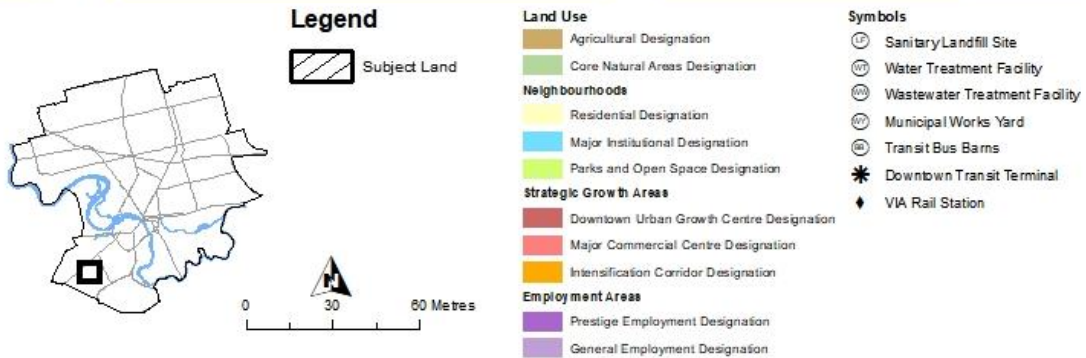 Legend
Subject Land
N
0 30 60 Metres
Land Use
Agricultural Designation
Core Natural Areas Designation
Neighbourhoods
Residential Designation
Major Institutional Designation
Parks and Open Space Designation
Strategic Growth Areas
Downtown Urban Growth Centre Designation
Major Commercial Centre Designation
Intensification Corridor Designation
Employment Areas
Prestige Employment Designation
General Employment Designation
Symbols
LF Sanitary Landfill Site
WT Water Treatment Facility
WW Wastewater Treatment Facility
WY Municipal Works Yard
BB Transit Bus Barns
Downtown Transit Terminal
VIA Rail Station